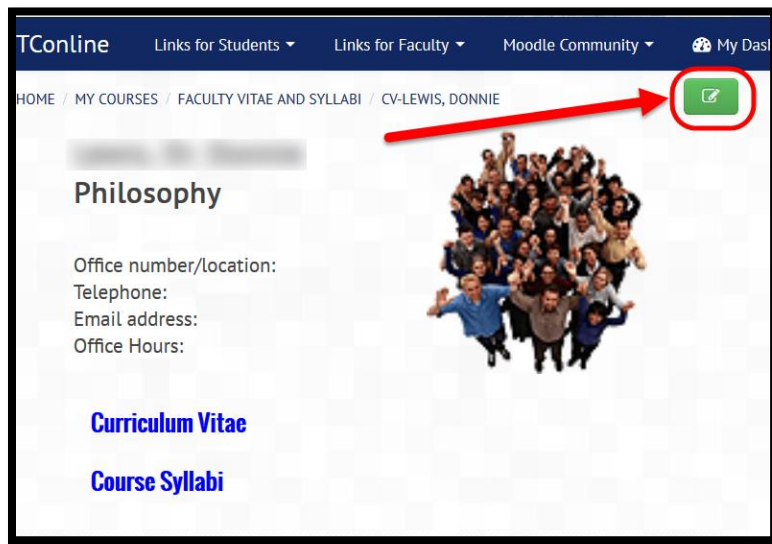 TConline Links for Students Links for Faculty Moodle Community My Das
HOME / MY COURSES / FACULTY VITAE AND SYLLABI / CV-LEWIS, DONNIE
Philosophy
Office number/location:
Telephone:
Email address:
Office Hours:
Curriculum Vitae
Course Syllabi